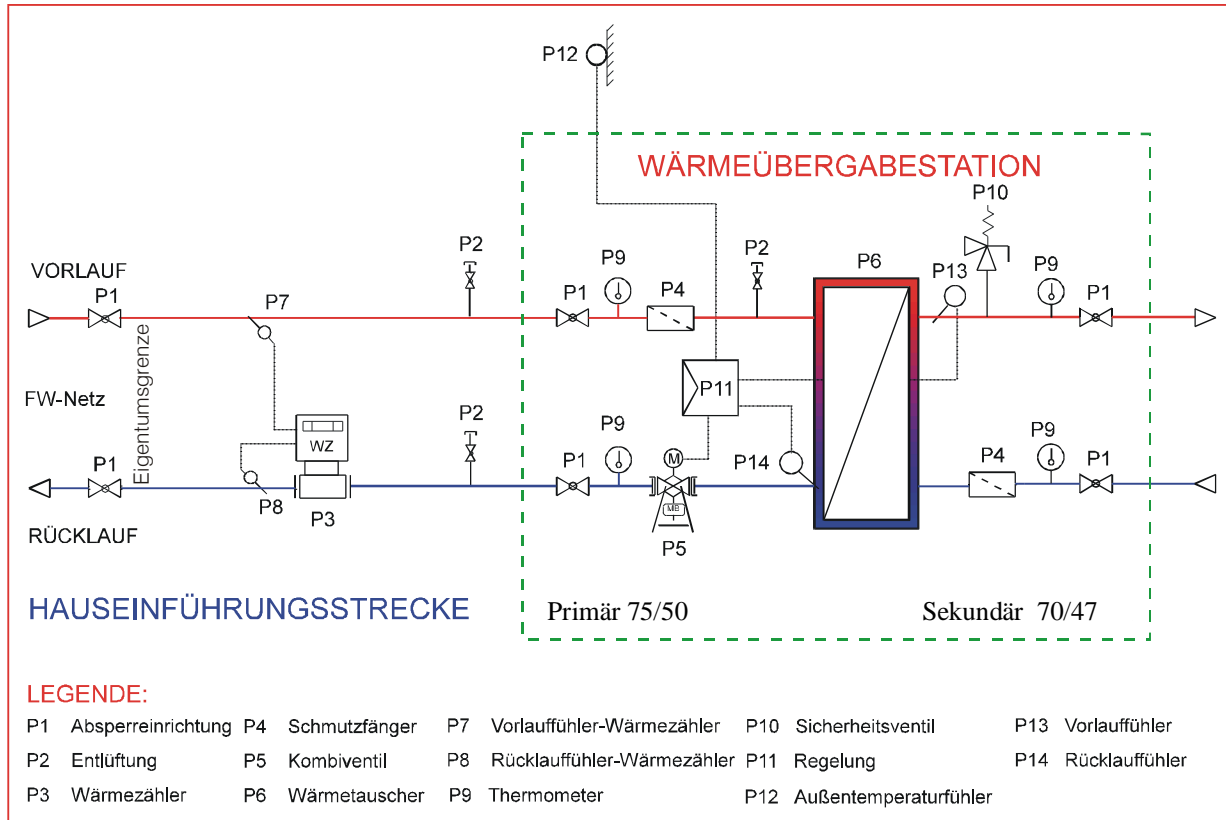 P12
WÄRMEÜBERGABESTATION
P10
P2
P9
P2
P6
P13
P9
VORLAUF
P1
P7
P1
P4
P1
Eigentumsgrenze
FW-Netz
P11
WZ
P2
P9
P9
P1
P1
M
P14
P4
P1
P8
P3
MB
RÜCKLAUF
P5
HAUSEINFÜHRUNGSSTRECKE
Primär 75/50
Sekundär 70/47
LEGENDE:
P1 Absperreinrichtung P4 Schmutzfänger P7 Vorlauffühler-Wärmezähler P10 Sicherheitsventil P13 Vorlauffühler
P2 Entlüftung P5 Kombiventil P8 Rücklauffühler-Wärmezähler P11 Regelung P14 Rücklauffühler
P3 Wärmezähler P6 Wärmetauscher P9 Thermometer P12 Außentemperaturfühler